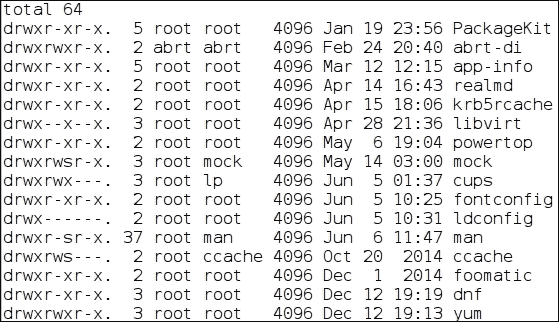 total 64
drwxr-xr-x.  5 root root   4096 Jan 19 23:56 PackageKit
drwxrwxr-x.  2 abrt abrt   4096 Feb 24 20:40 abrt-di
drwxr-xr-x.  5 root root   4096 Mar 12 12:15 app-info
drwxr-xr-x.  2 root root   4096 Apr 14 16:43 realmd
drwxr-xr-x.  2 root root   4096 Apr 15 18:06 krb5rcache
drwx--x--x.  3 root root   4096 Apr 28 21:36 libvirt
drwxr-xr-x.  2 root root   4096 May  6 19:04 powertop
drwxrwsr-x.  3 root mock   4096 May 14 03:00 mock
drwxrwx---.  3 root lp     4096 Jun  5 01:37 cups
drwxr-xr-x.  2 root root   4096 Jun  5 10:25 fontconfig
drwx------.  2 root root   4096 Jun  5 10:31 ldconfig
drwxr-sr-x. 37 root man    4096 Jun  6 11:47 man
drwxrws---.  2 root ccache 4096 Oct 20  2014 ccache
drwxr-xr-x.  2 root root   4096 Dec  1  2014 foomatic
drwxr-xr-x.  3 root root   4096 Dec 12 19:19 dnf
drwxrwxr-x.  2 root root   4096 Dec 12 19:13 yum